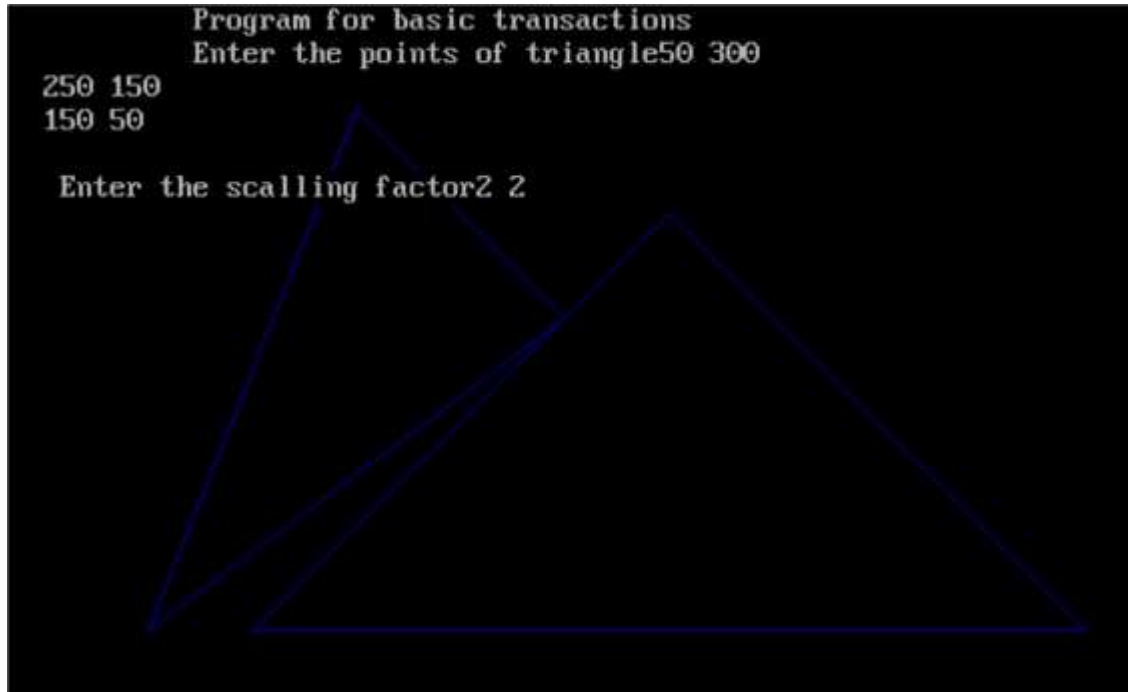 Program for basic transactions
Enter the points of triangle50 300
250 150
150 50
Enter the scalling factor2 2